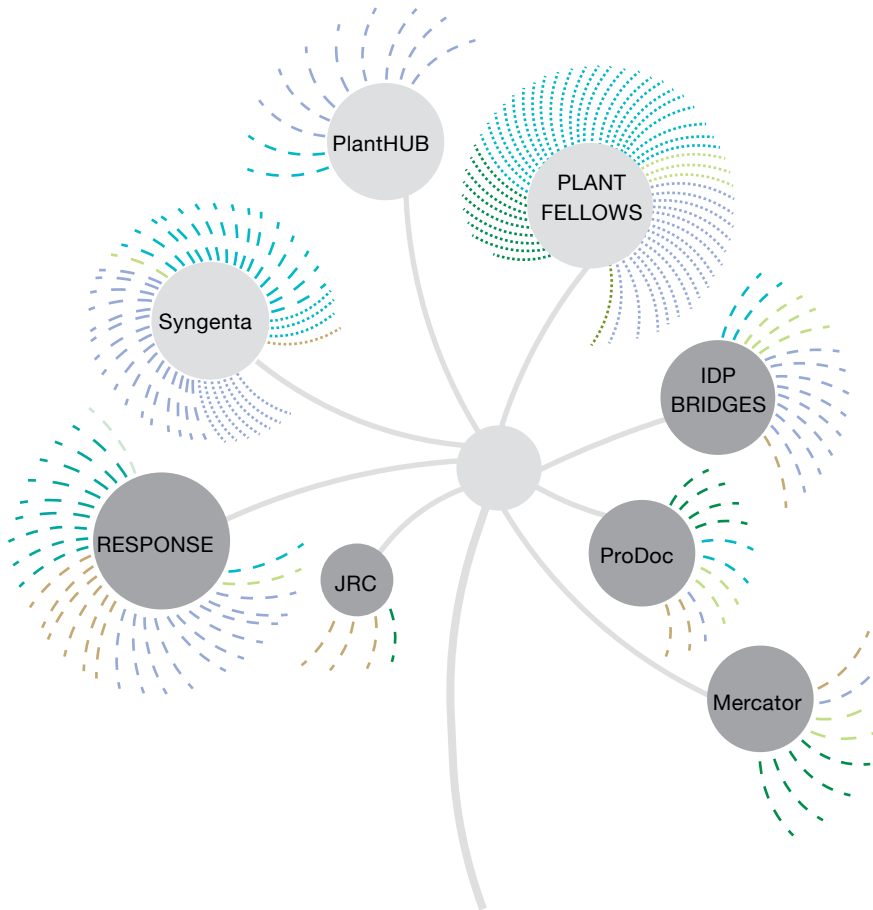 PlantHUB
PLANT
FELLOWS
Syngenta
IDP
BRIDGES
RESPONSE
JRC
ProDoc
Mercator